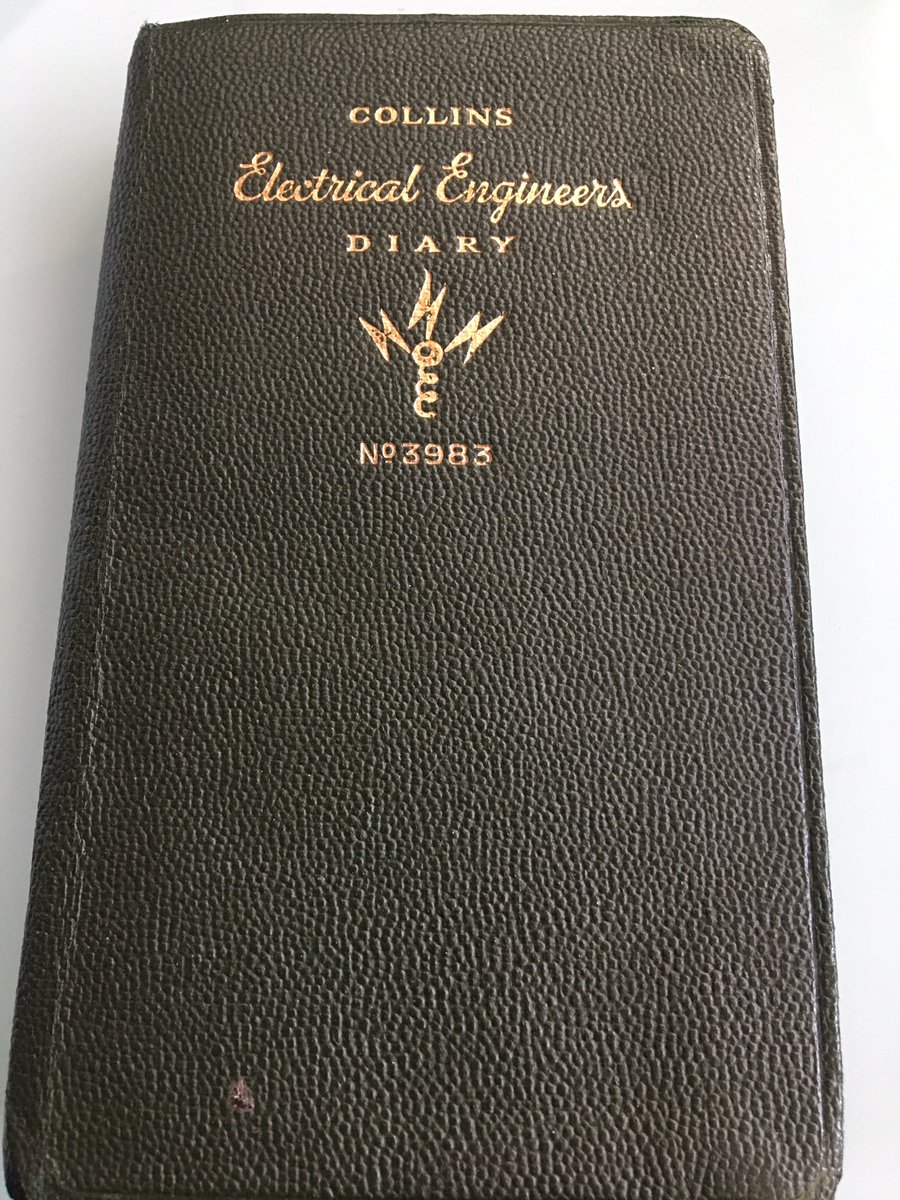 COLLINS
Electrical Engineers
DIARY
Nº3983